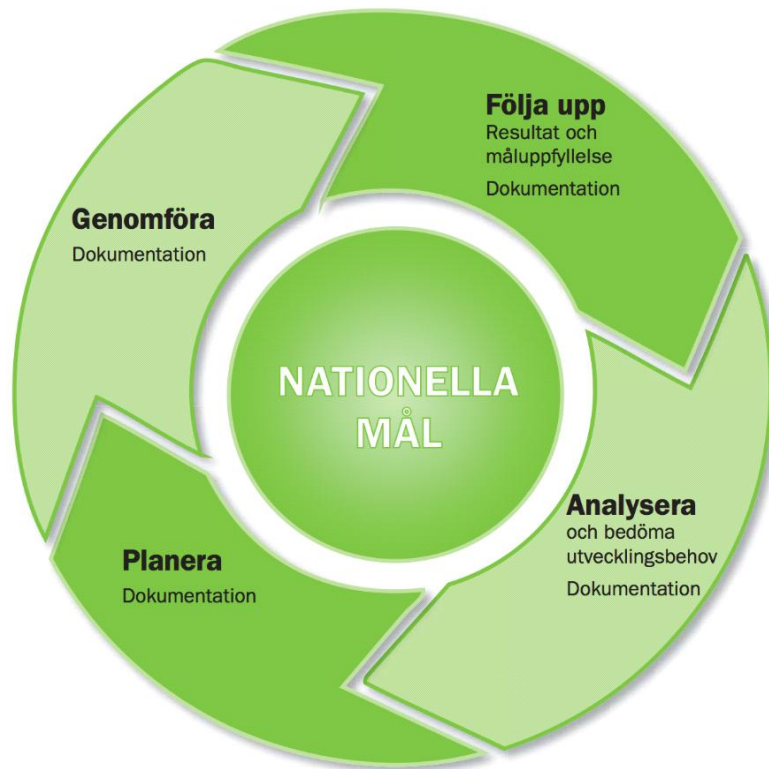 Följa upp
Resultat och
måluppfyllelse
Dokumentation
Genomföra
Dokumentation
NATIONELLA
MÅL
Analysera
och bedöma
utvecklingsbehov
Dokumentation
Planera
Dokumentation